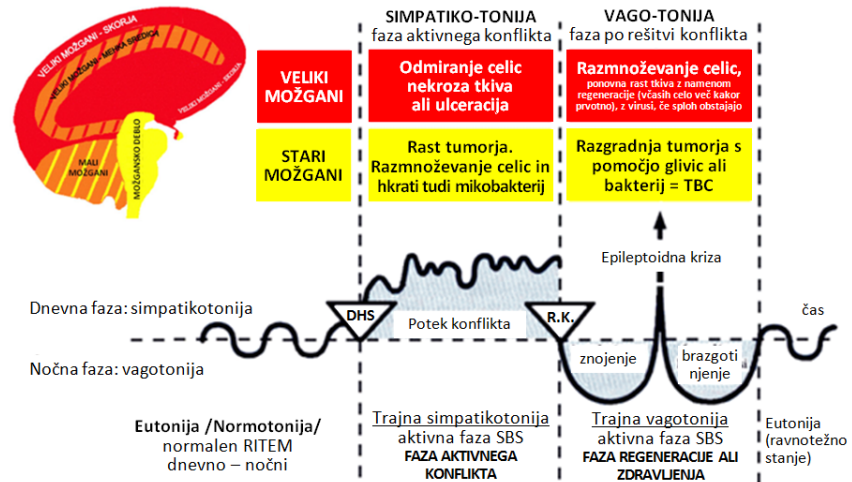 SIMPATIKO-TONIJA
faza aktivnega konflikta
VAGO-TONIJA
faza po rešitvi konflikta
VELIKI MOŽGANI - SKORJA
VELIKI MOŽGANI - MEHKA SREDICA
VELIKI MOŽGANI - SKORJA
MALI
MOŽGANI
MOŽGANSKO DEBLO
VELIKI
MOŽGANI
Odmiranje celic
nekroza tkiva
ali ulceracija
Razmnoževanje celic,
ponovna rast tkiva z namenom
regeneracije (včasih celo več kakor
prvotno), z virusi, če sploh obstajajo
STARI
MOŽGANI
Rast tumorja.
Razmnoževanje celic in
hkrati tudi mikobakterij
Razgradnja tumorja s
pomočjo glivic ali
bakterij = TBC
Epileptoidna kriza
Dnevna faza: simpatikotonija
DHS
Potek konflikta
R.K.
čas
Nočna faza: vagotonija
znojenje
brazgoti
njenje
Eutonija /Normotonija/
normalen RITEM
dnevno – nočni
Trajna simpatikotonija
aktivna faza SBS
FAZA AKTIVNEGA
KONFLIKTA
Trajna vagotonija
aktivna faza SBS
FAZA REGENERACIJE ALI
ZDRAVLJENJA
Eutonija
(ravnotežno
stanje)